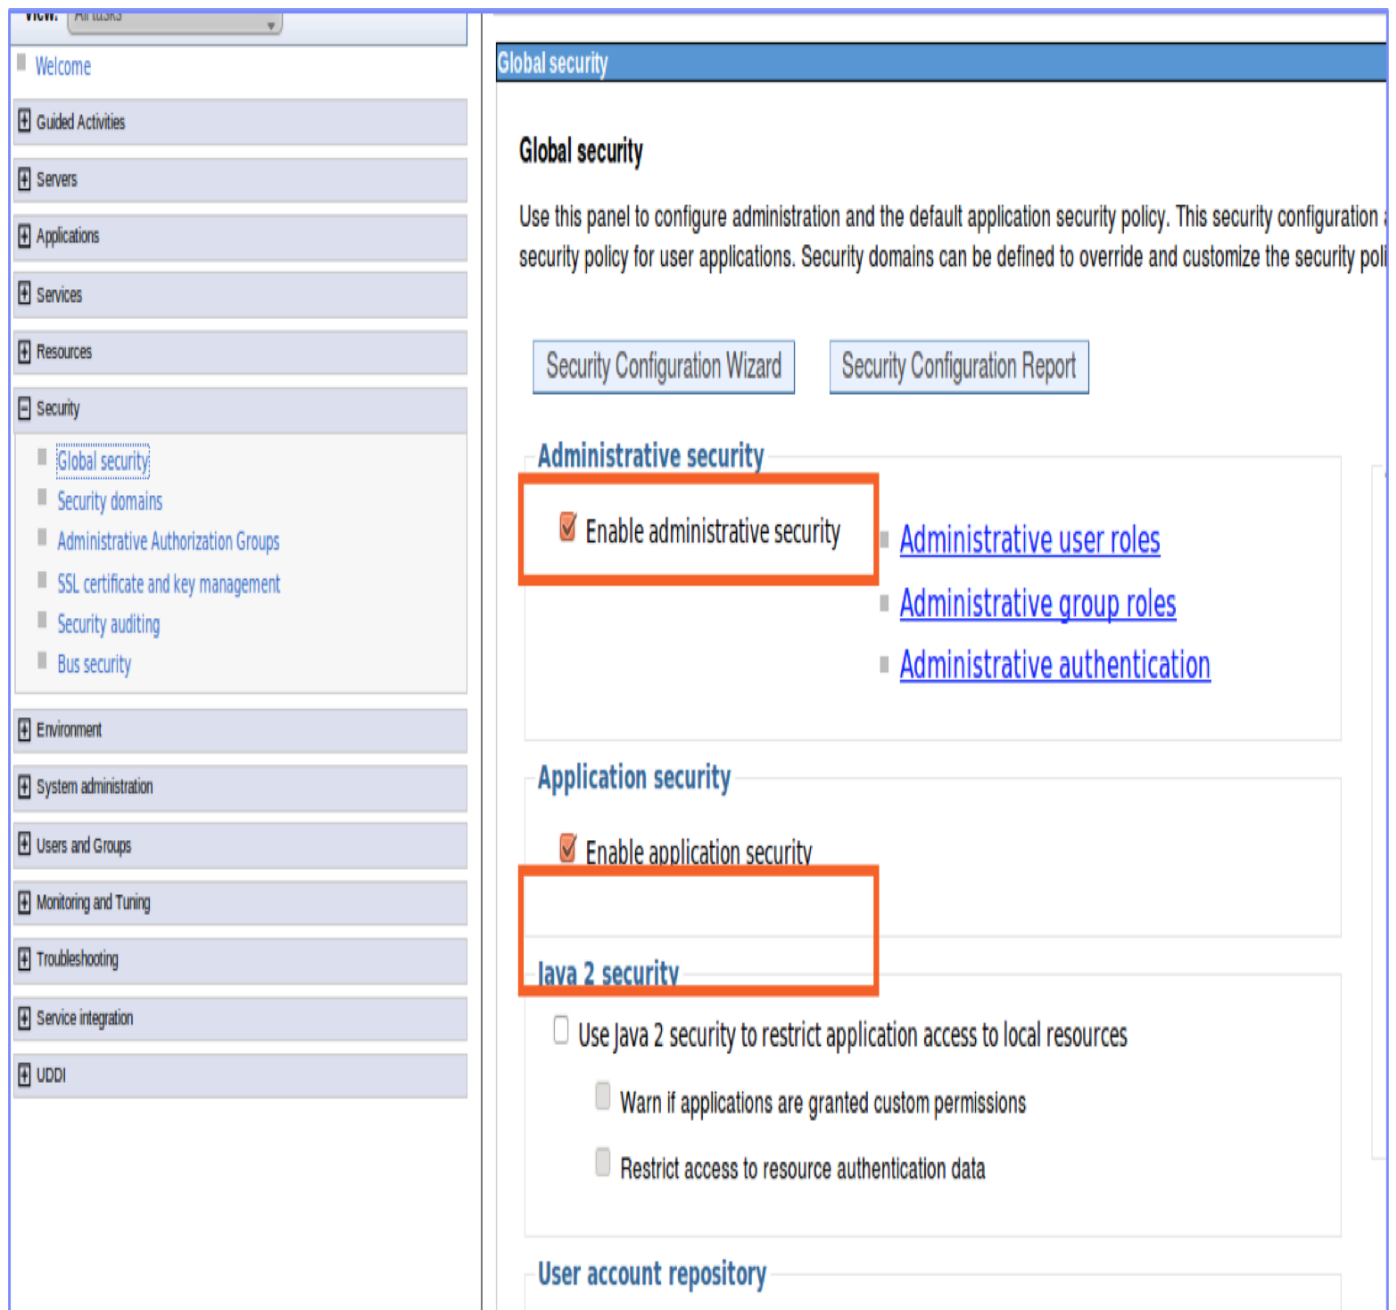 View: All tasks
Welcome
Guided Activities
Servers
Applications
Services
Resources
Security
Global security
Security domains
Administrative Authorization Groups
SSL certificate and key management
Security auditing
Bus security
Environment
System administration
Users and Groups
Monitoring and Tuning
Troubleshooting
Service integration
UDDI
Global security
Global security
Use this panel to configure administration and the default application security policy. This security configuration a
security policy for user applications. Security domains can be defined to override and customize the security poli
Security Configuration Wizard Security Configuration Report
Administrative security
Enable administrative security
Administrative user roles
Administrative group roles
Administrative authentication
Application security
Enable application security
Java 2 security
Use Java 2 security to restrict application access to local resources
Warn if applications are granted custom permissions
Restrict access to resource authentication data
User account repository